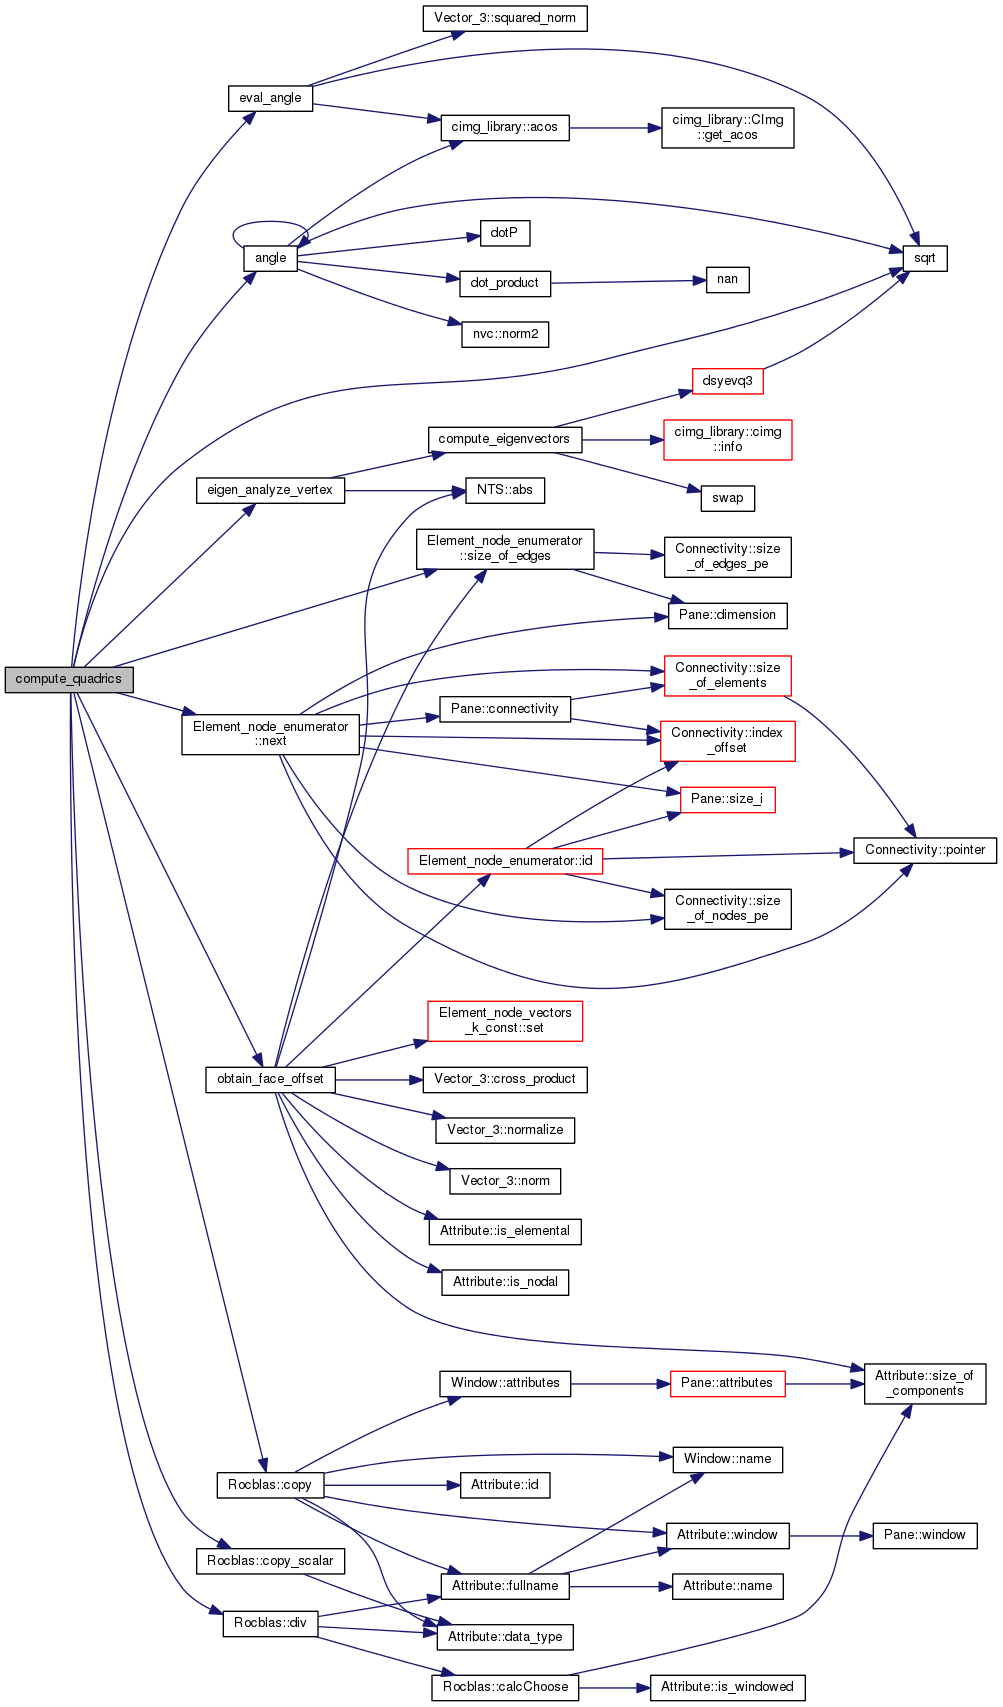 Vector_3::squared_norm
eval_angle
cimg_library::acos
cimg_library::CImg
::get_acos
dotP
angle
sqrt
dot_product
nan
nvc::norm2
dsyevq3
compute_eigenvectors
cimg_library::cimg
::info
eigen_analyze_vertex
NTS::abs
swap
Element_node_enumerator
::size_of_edges
Connectivity::size
_of_edges_pe
Pane::dimension
compute_quadrics
Connectivity::size
_of_elements
Element_node_enumerator
::next
Pane::connectivity
Connectivity::index
_offset
Pane::size_i
Element_node_enumerator::id
Connectivity::pointer
Connectivity::size
_of_nodes_pe
Element_node_vectors
_k_const::set
obtain_face_offset
Vector_3::cross_product
Vector_3::normalize
Vector_3::norm
Attribute::is_elemental
Attribute::is_nodal
Window::attributes
Pane::attributes
Attribute::size_of
_components
Window::name
Rocblas::copy
Attribute::id
Attribute::window
Pane::window
Rocblas::copy_scalar
Attribute::fullname
Attribute::name
Rocblas::div
Attribute::data_type
Rocblas::calcChoose
Attribute::is_windowed